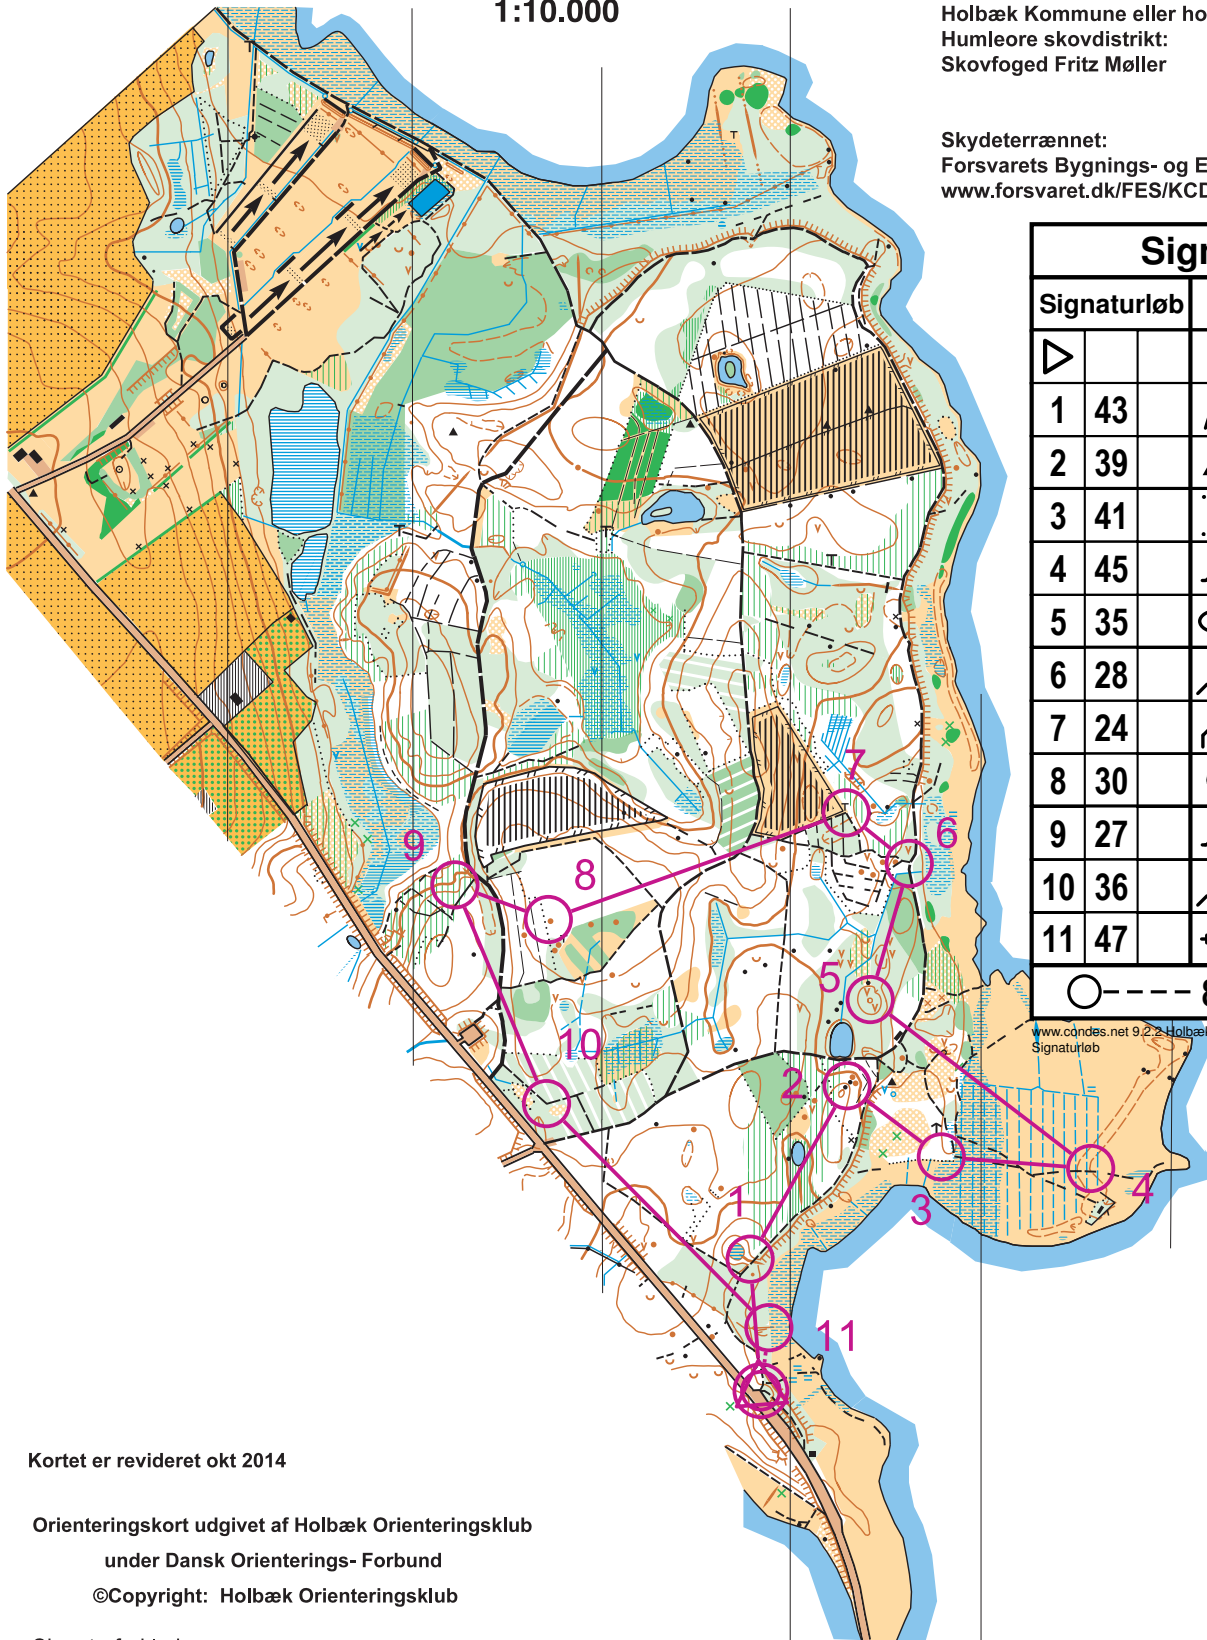 1:10.000
Holbæk Kommune eller ho
Humleore skovdistrikt:
Skovfoged Fritz Møller
Skydeterrænnet:
Forsvarets Bygnings- og E
www.forsvaret.dk/FES/KCD
Sign
Signaturløb
1 43
2 39
3 41
4 45
5 35
6 28
7 24
8 30
9 27
10 36
11 47
8
www.condes.net 9.2.2 Holbæk
Signaturløb
7
6
9
8
5
10
2
1
3
4
11
Kortet er revideret okt 2014
Orienteringskort udgivet af Holbæk Orienteringsklub
under Dansk Orienterings- Forbund
©Copyright: Holbæk Orienteringsklub